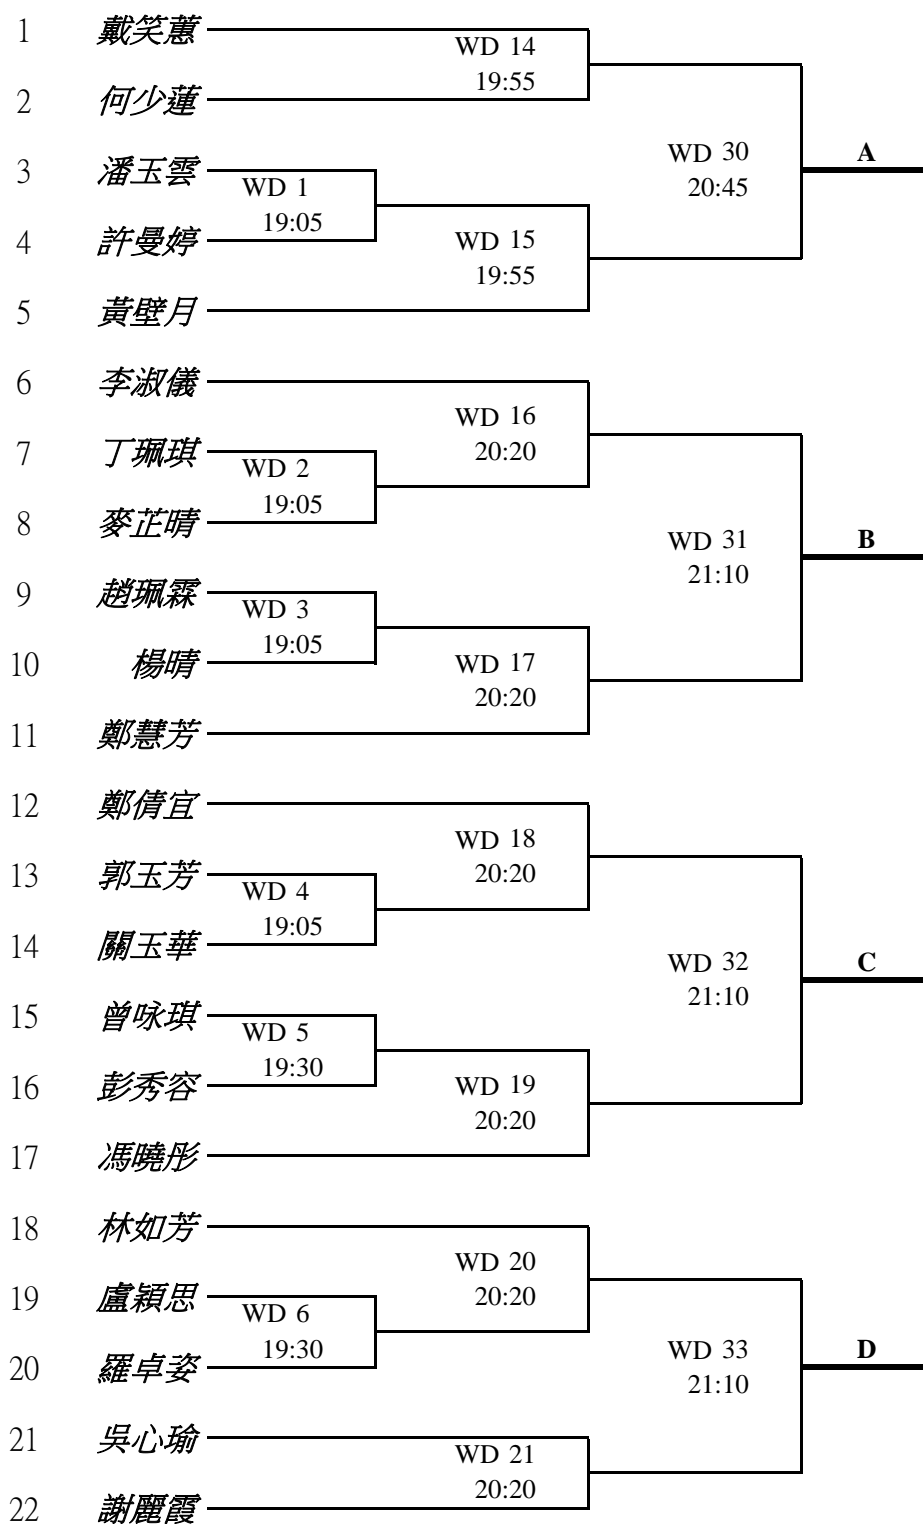 1 戴笑蕙
WD 14
19:55
2 何少蓮
WD 30
20:45
A
3 潘玉雲
WD 1
19:05
4 許曼婷
WD 15
19:55
5 黃壁月
6 李淑儀
WD 16
20:20
7 丁珮琪
WD 2
19:05
8 麥芷晴
WD 31
21:10
B
9 趙珮霖
WD 3
19:05
10 楊晴
WD 17
20:20
11 鄭慧芳
12 鄭倩宜
WD 18
20:20
13 郭玉芳
WD 4
19:05
14 關玉華
WD 32
21:10
C
15 曾咏琪
WD 5
19:30
16 彭秀容
WD 19
20:20
17 馮曉彤
18 林如芳
WD 20
20:20
19 盧穎思
WD 6
19:30
20 羅卓姿
WD 33
21:10
D
21 吳心瑜
WD 21
20:20
22 謝麗霞